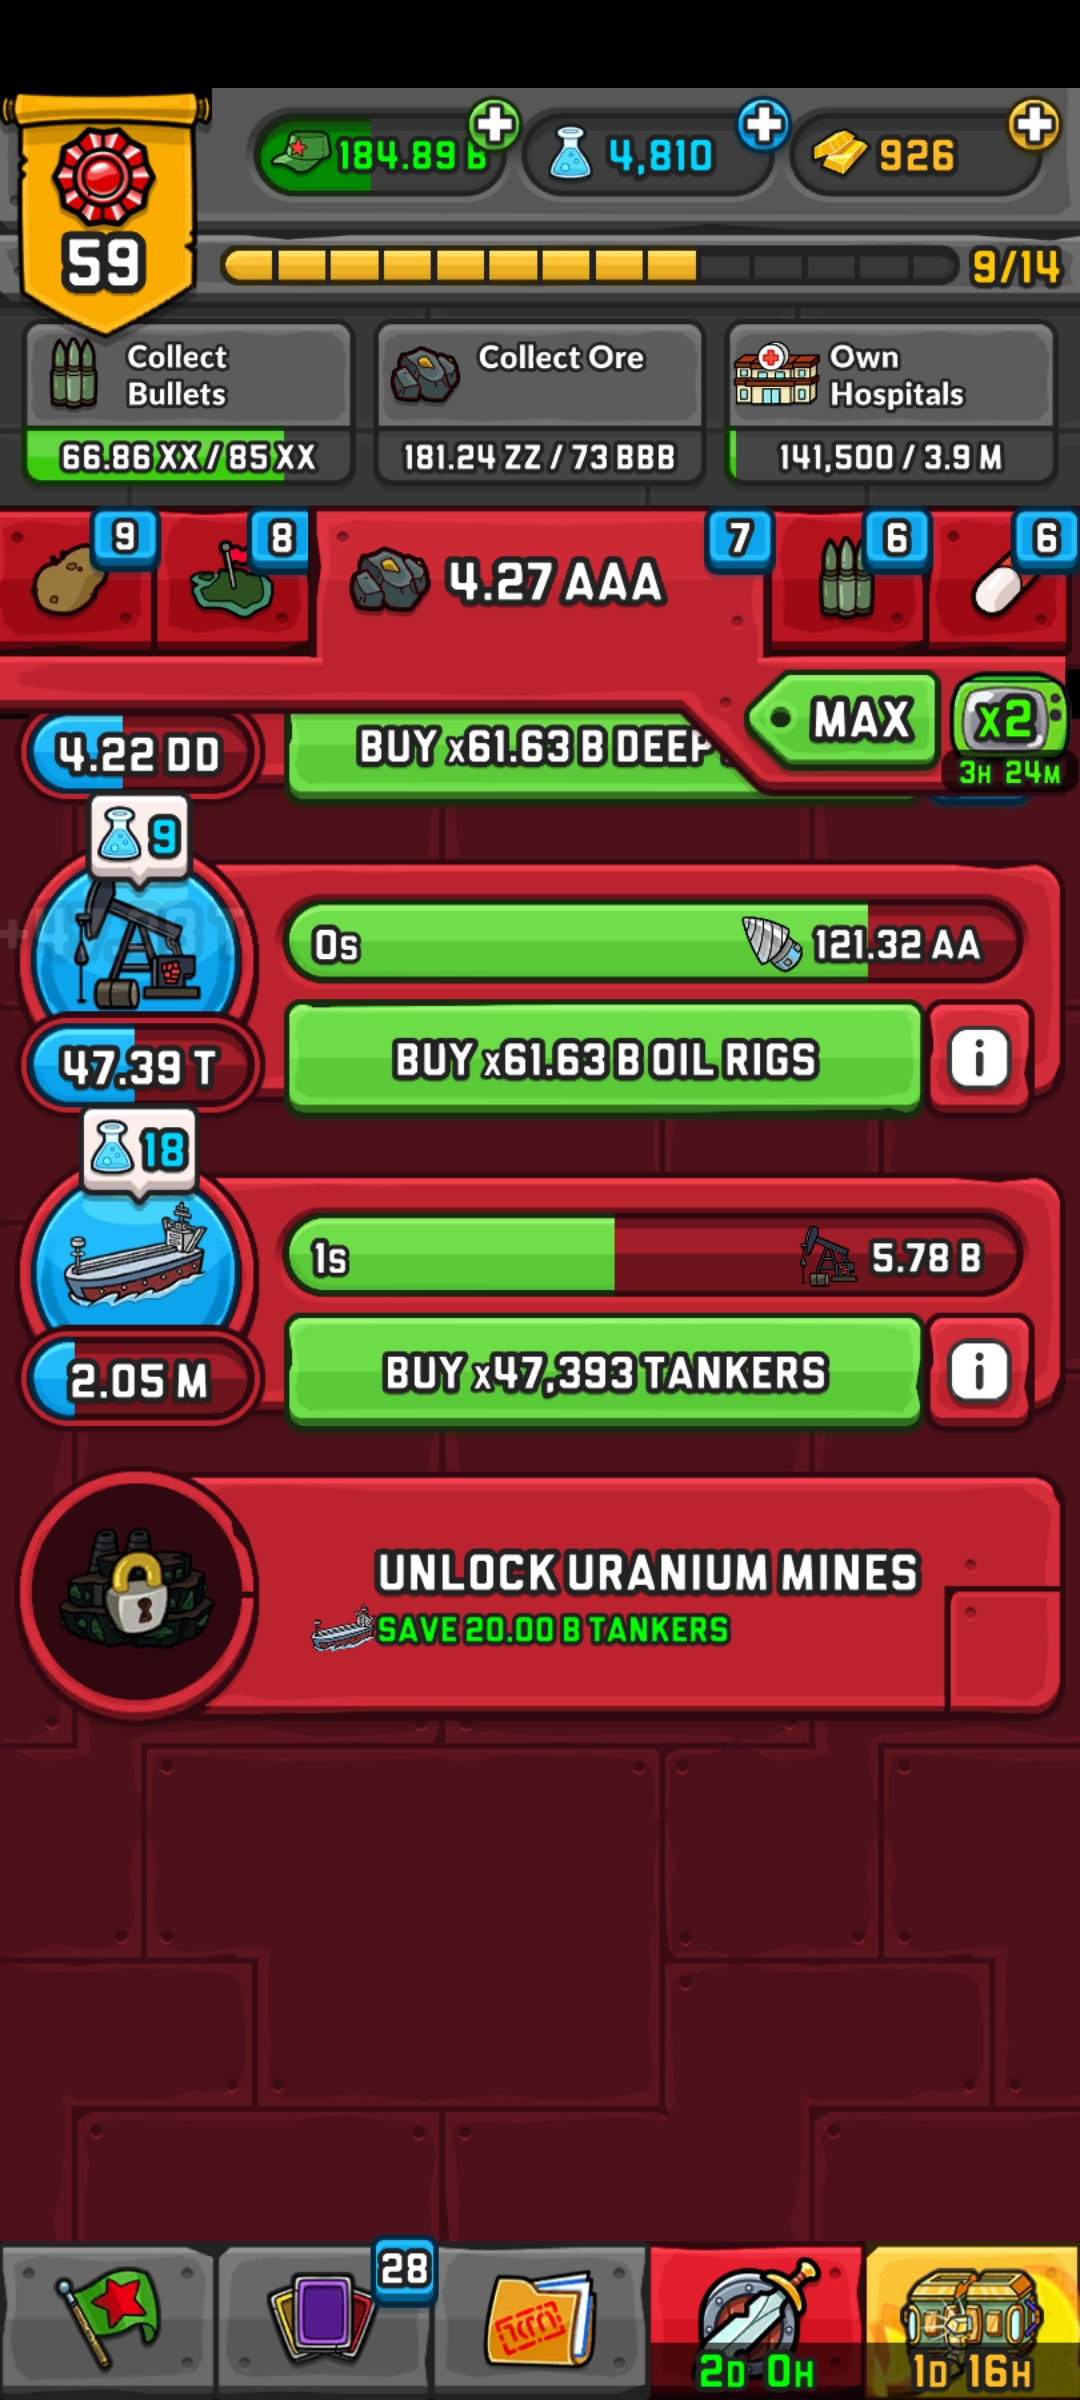 184.89 B
4,810
926
59
9/14
Collect
Bullets
66.86 XX / 85 XX
Collect Ore
181.24 ZZ / 73 BBB
Own
Hospitals
141,500 / 3.9 M
9
8
4.27 AAA
7
6
6
MAX
x2
3H 24M
4.22 DD
BUY x61.63 B DEEP
9
0s
121.32 AA
47.39 T
BUY x61.63 B OIL RIGS
i
18
1s
5.78 B
2.05 M
BUY x47,393 TANKERS
i
UNLOCK URANIUM MINES
SAVE 20.00 B TANKERS
28
2D 0H
1D 16H